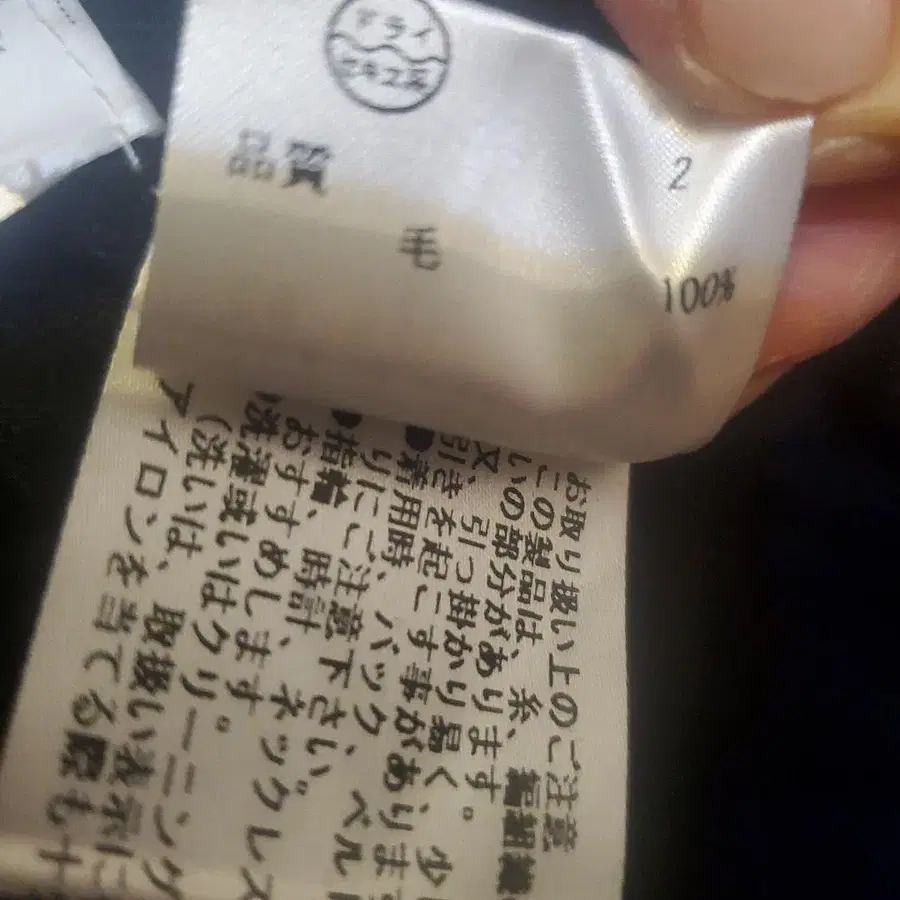 ドライ
セキユ系
2
品質
毛
100%
お取り扱い上のご注意
この製品は、糸、編組織
いの部分があります。少し
又、引っ掛かり易く、
引きを起こす事があります
●着用時、バック、ベルト
りにご注意下さい。
●指輪、時計、ネックレス
おすすめします。
洗濯或いはクリーニング
(洗いは、取扱い表示に
アイロンを当てる際も十